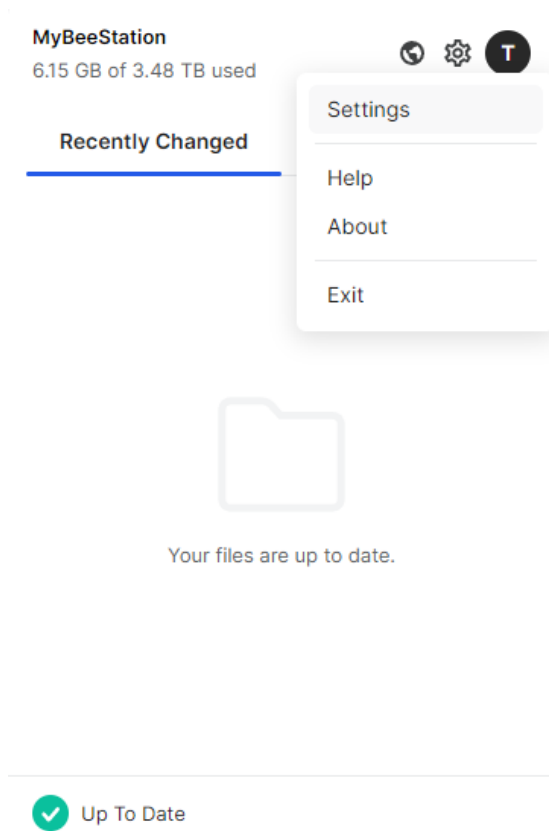 MyBeeStation
6.15 GB of 3.48 TB used
T
Recently Changed
Settings
Help
About
Exit
Your files are up to date.
Up To Date